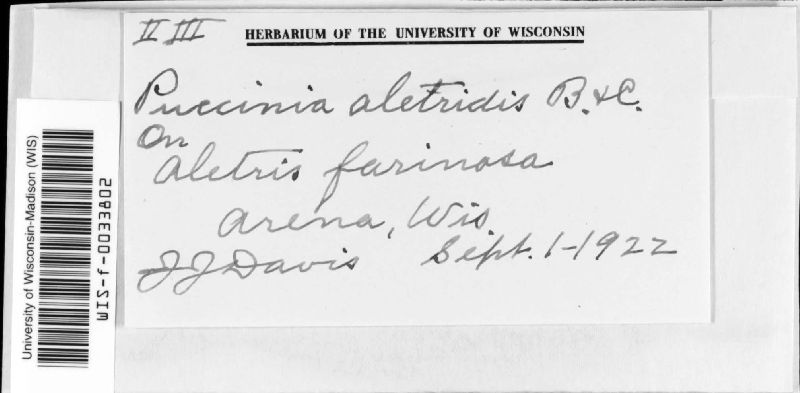 II III
HERBARIUM OF THE UNIVERSITY OF WISCONSIN
Puccinia aletridis B. & C.
On
Aletris farinosa
Arena, Wis.
J J Davis Sept. 1-1922
University of Wisconsin-Madison (WIS)
WIS-f-0033802